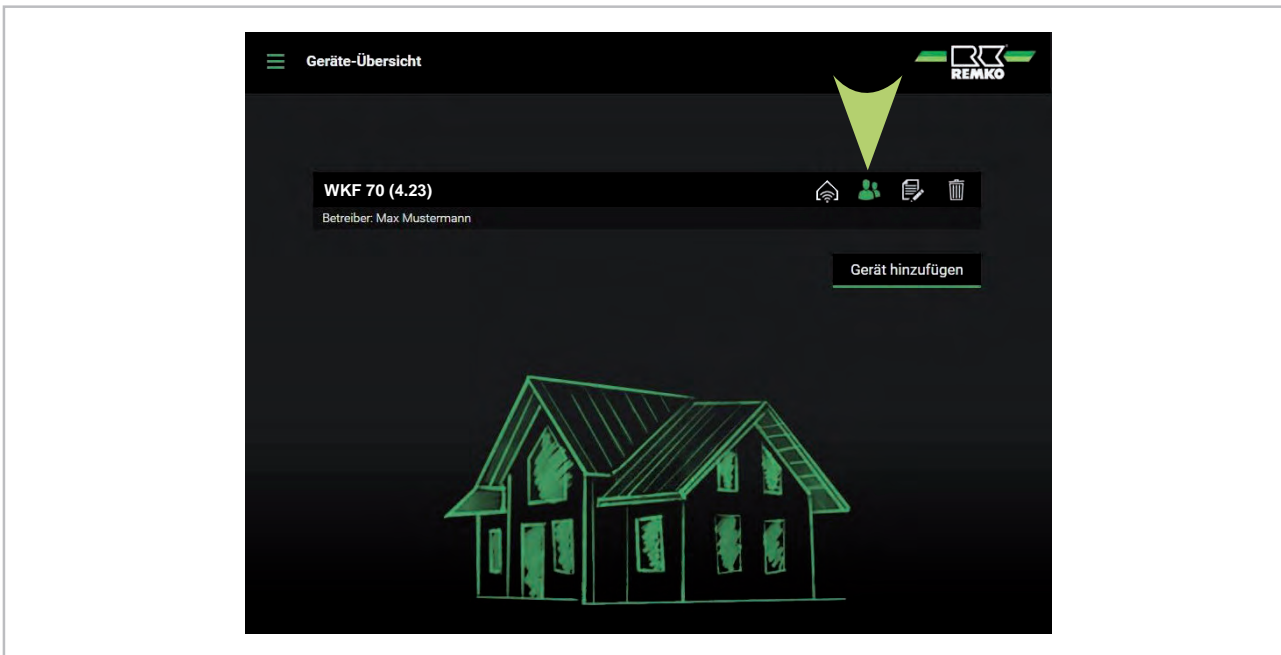 Geräte-Übersicht
REMKO
WKF 70 (4.23)
Betreiber: Max Mustermann
Gerät hinzufügen